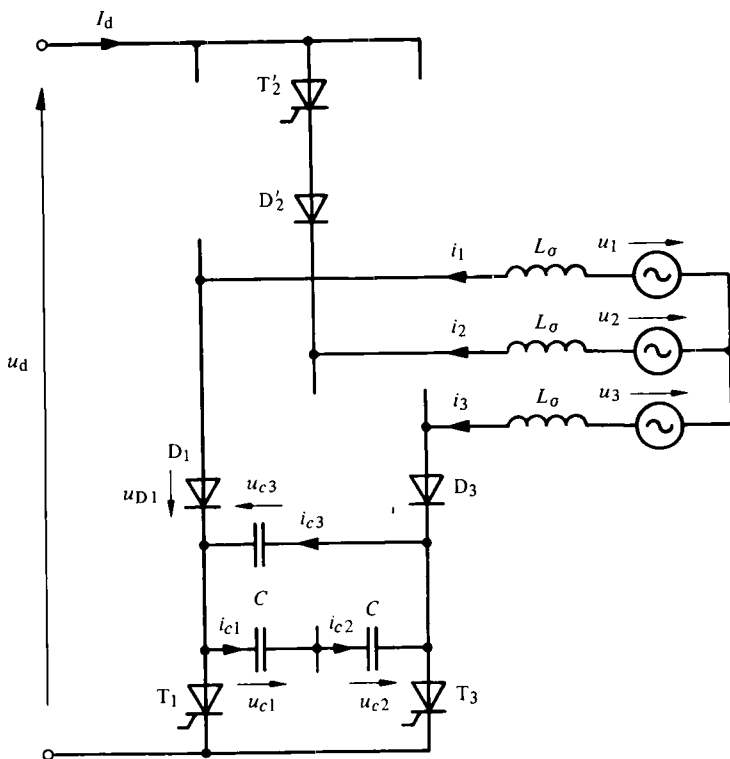 I_d
T′_2
D′_2
i_1 L_σ u_1
i_2 L_σ u_2
u_d
i_3 L_σ u_3
D_1
u_D1 u_c3 D_3
i_c3
C C
i_c1 i_c2
T_1 u_c1 u_c2 T_3